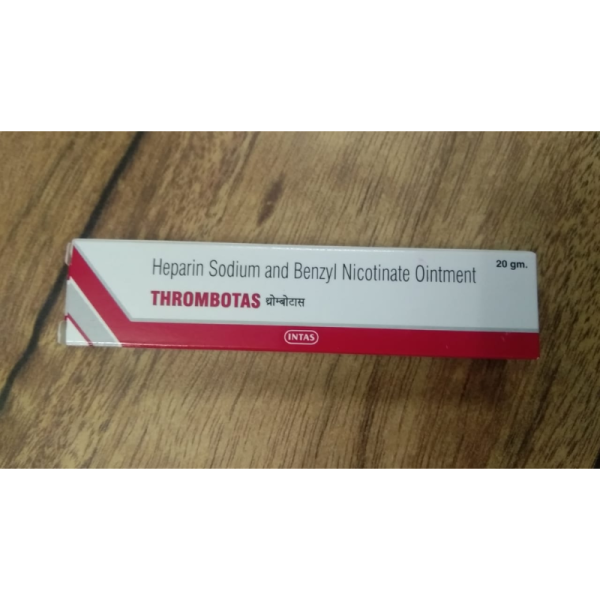 Heparin Sodium and Benzyl Nicotinate Ointment
20 gm.
THROMBOTAS थ्रोम्बोटास
INTAS